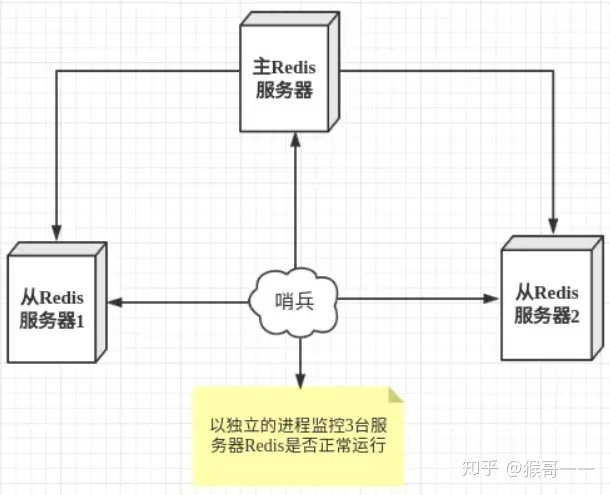 主Redis
服务器
从Redis
服务器1
哨兵
从Redis
服务器2
以独立的进程监控3台服
务器Redis是否正常运行
知乎 @猴哥一一